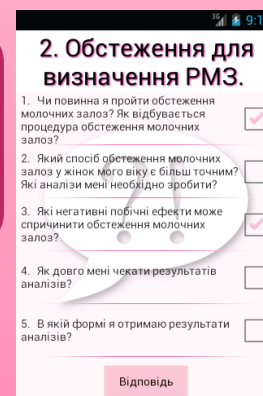 3G 9:1
2. Обстеження для
визначення РМЗ.
1. Чи повинна я пройти обстеження
молочних залоз? Як відбувається
процедура обстеження молочних
залоз?
2. Який спосіб обстеження молочних
залоз у жінок мого віку є більш точним?
Які аналізи мені необхідно зробити?
3. Які негативні побічні ефекти може
спричинити обстеження молочних
залоз?
4. Як довго мені чекати результатів
аналізів?
5. В якій формі я отримаю результати
аналізів?
Відповідь